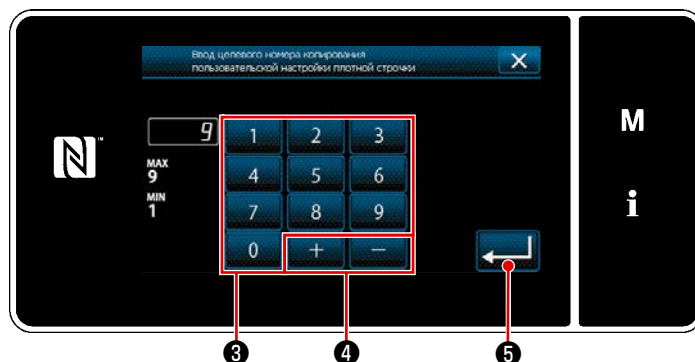 Ввод целевого номера копирования
пользовательской настройки плотной строчки
X
9
1 2 3
MAX
9
4 5 6
MIN
1
7 8 9
0 + −
M
i
N™
❸ ❹ ❺